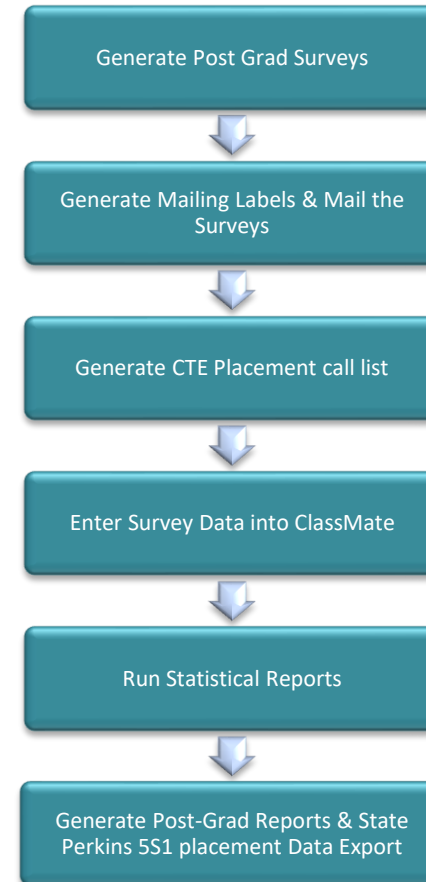 Generate Post Grad Surveys
Generate Mailing Labels & Mail the
Surveys
Generate CTE Placement call list
Enter Survey Data into ClassMate
Run Statistical Reports
Generate Post-Grad Reports & State
Perkins 5S1 placement Data Export